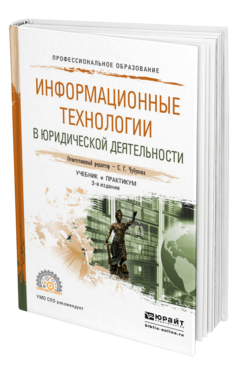 ПРОФЕССИОНАЛЬНОЕ ОБРАЗОВАНИЕ
ИНФОРМАЦИОННЫЕ
ТЕХНОЛОГИИ
В ЮРИДИЧЕСКОЙ ДЕЯТЕЛЬНОСТИ
Ответственный редактор – С. Г. Чубукова
УЧЕБНИК и ПРАКТИКУМ
3-е издание
УМО СПО рекомендует
юрайт
biblio-online.ru